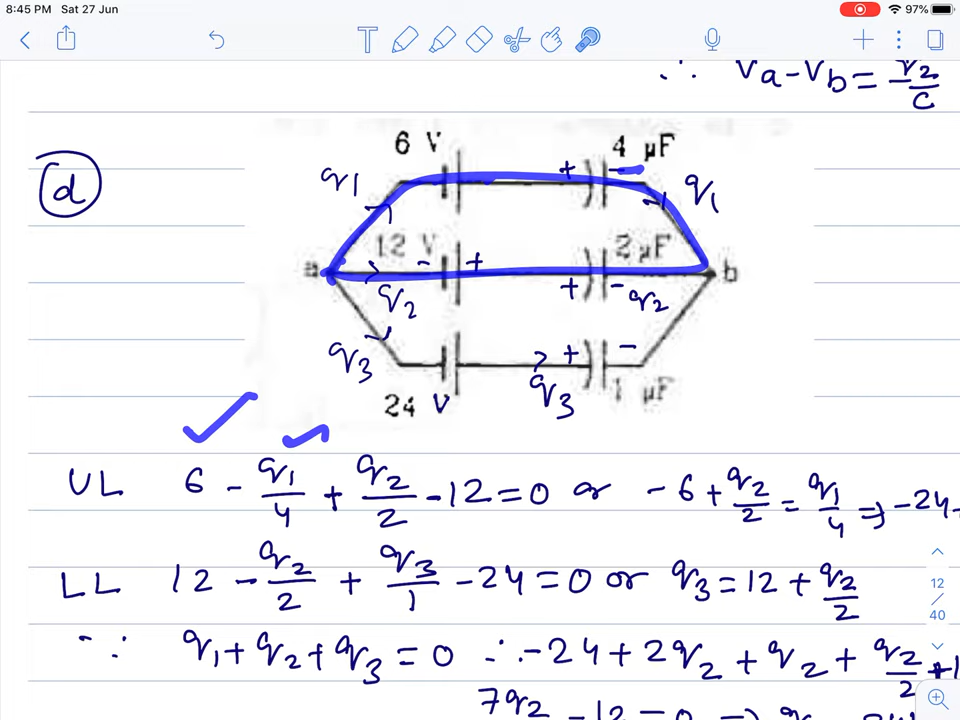 8:45 PM Sat 27 Jun
97%
∴ Va - Vb = q2/C
(d)
6 V
4 μF
+ -
q1
q1
12 V
2 μF
- +
a
b
q2
+ - q2
q3
+ -
q3
24 V
1 μF
UL 6 - q1/4 + q2/2 - 12 = 0 or - 6 + q2/2 = q1/4 ⇒ - 24
LL 12 - q2/2 + q3/1 - 24 = 0 or q3 = 12 + q2/2
12
/
40
∵ q1 + q2 + q3 = 0 ∴ - 24 + 2q2 + q2 + q2/2 + 1
7q2 - 12 = 0 ⇒